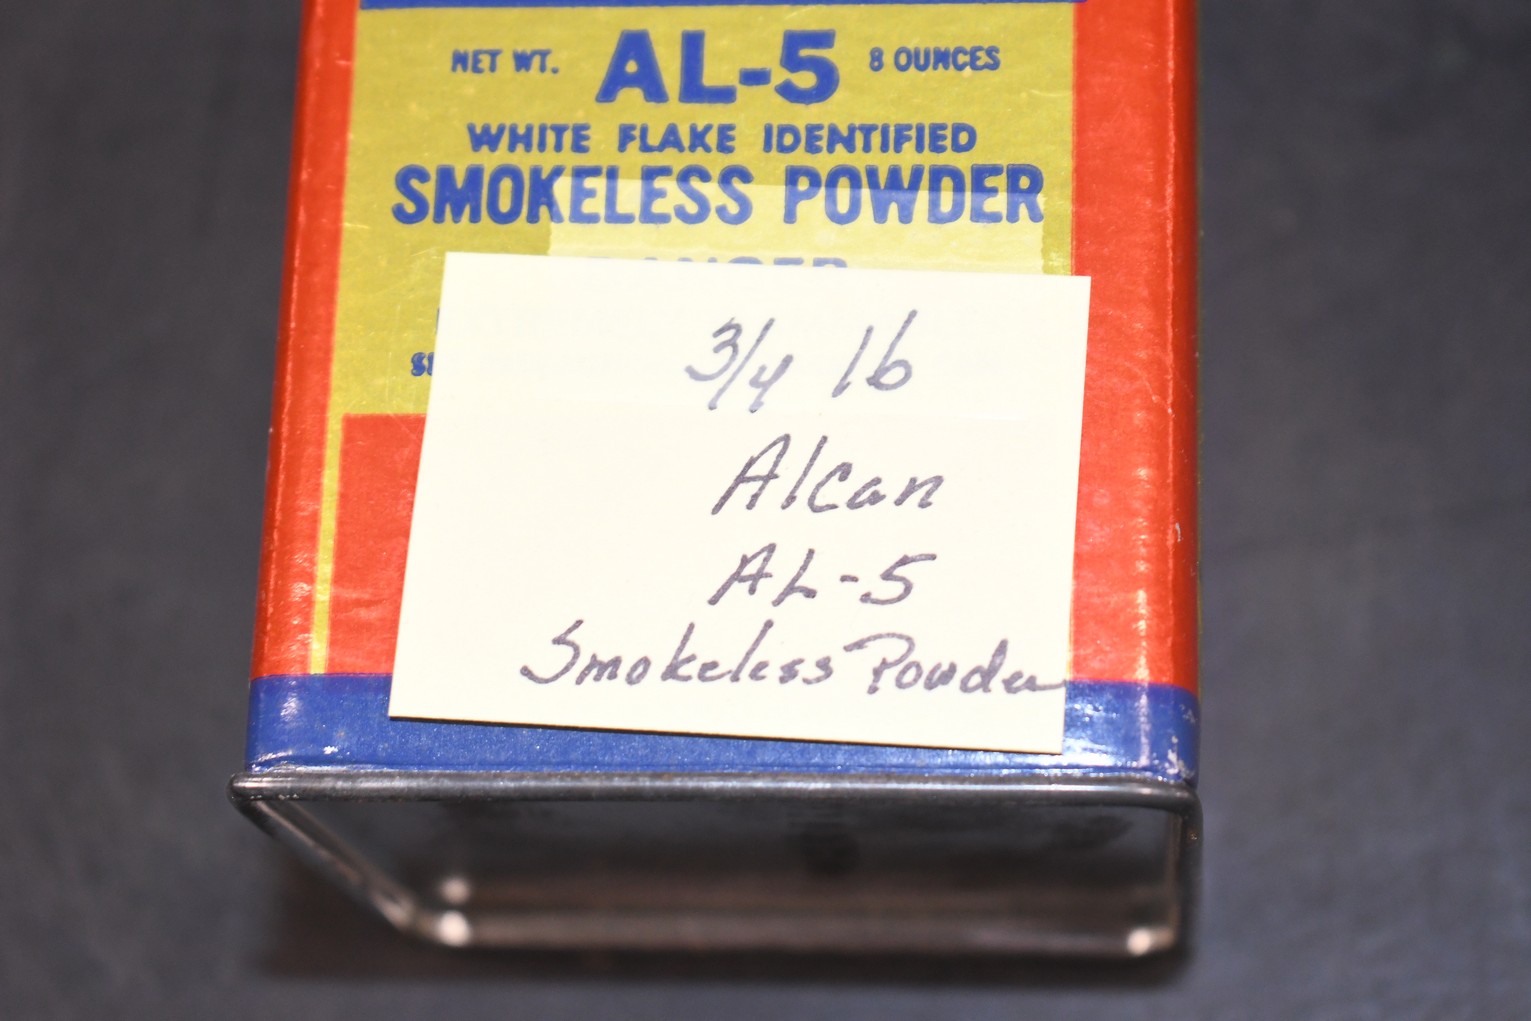 NET WT. AL-5 8 OUNCES
WHITE FLAKE IDENTIFIED
SMOKELESS POWDER
3/4 lb
Alcan
AL-5
Smokeless Powder